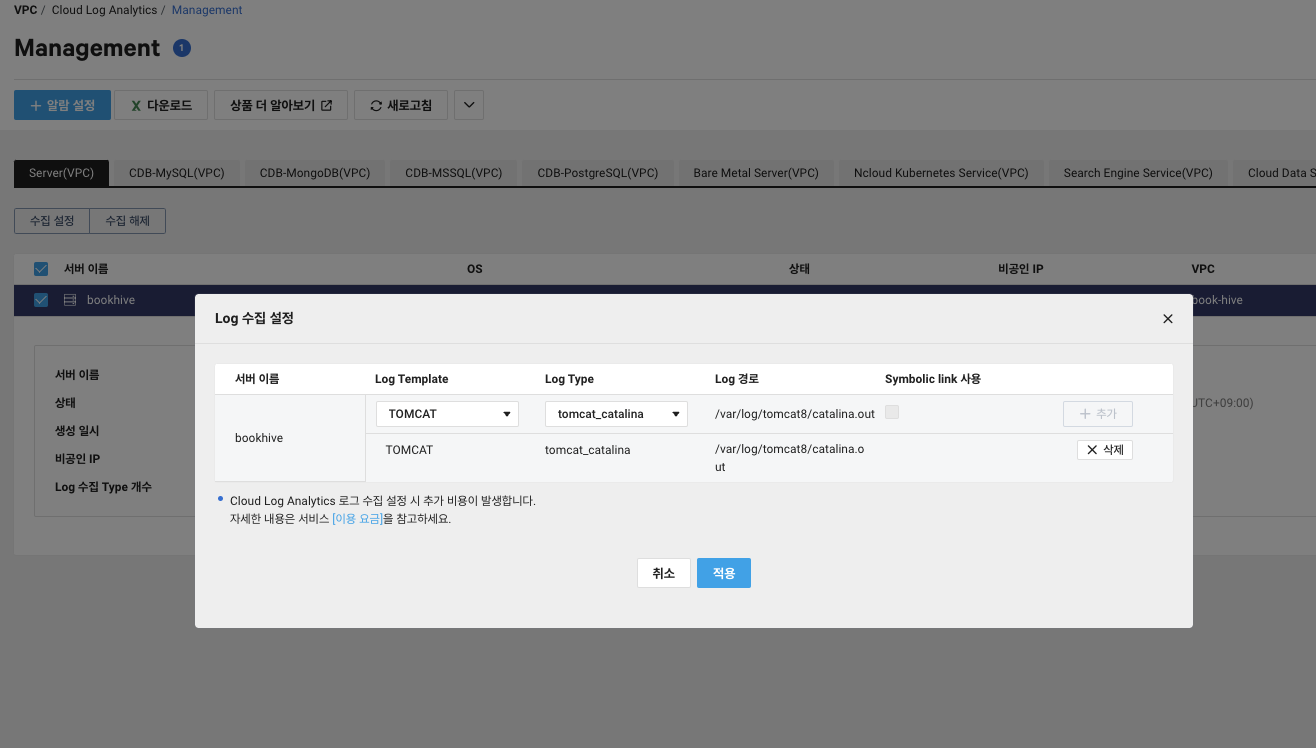 VPC / Cloud Log Analytics / Management
Management 1
+ 알람 설정 X 다운로드 상품 더 알아보기 새로고침
Server(VPC) CDB-MySQL(VPC) CDB-MongoDB(VPC) CDB-MSSQL(VPC) CDB-PostgreSQL(VPC) Bare Metal Server(VPC) Ncloud Kubernetes Service(VPC) Search Engine Service(VPC) Cloud Data S
수집 설정 수집 해제
서버 이름 OS 상태 비공인 IP VPC
bookhive book-hive
Log 수집 설정
서버 이름 Log Template Log Type Log 경로 Symbolic link 사용
TOMCAT tomcat_catalina /var/log/tomcat8/catalina.out + 추가
bookhive
TOMCAT tomcat_catalina /var/log/tomcat8/catalina.o
ut
삭제
Cloud Log Analytics 로그 수집 설정 시 추가 비용이 발생합니다.
자세한 내용은 서비스 [이용 요금]을 참고하세요.
취소 적용
서버 이름
상태 UTC+09:00)
생성 일시
비공인 IP
Log 수집 Type 개수